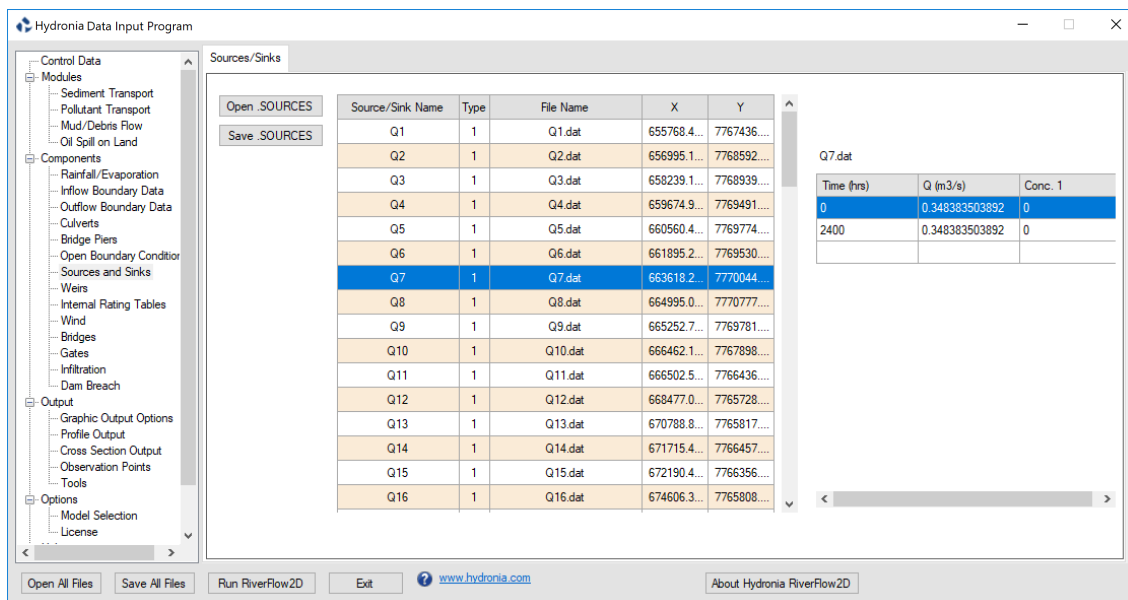 Hydronia Data Input Program
Control Data
Modules
Sediment Transport
Pollutant Transport
Mud/Debris Flow
Oil Spill on Land
Components
Rainfall/Evaporation
Inflow Boundary Data
Outflow Boundary Data
Culverts
Bridge Piers
Open Boundary Condition
Sources and Sinks
Weirs
Internal Rating Tables
Wind
Bridges
Gates
Infiltration
Dam Breach
Output
Graphic Output Options
Profile Output
Cross Section Output
Observation Points
Tools
Options
Model Selection
License
Sources/Sinks
Open .SOURCES
Save .SOURCES
Source/Sink Name Type File Name X Y
Q1 1 Q1.dat 655768.4... 7767436....
Q2 1 Q2.dat 656995.1... 7768592....
Q3 1 Q3.dat 658239.1... 7768939....
Q4 1 Q4.dat 659674.9... 7769491....
Q5 1 Q5.dat 660560.4... 7769774....
Q6 1 Q6.dat 661895.2... 7769530....
Q7 1 Q7.dat 663618.2... 7770044....
Q8 1 Q8.dat 664995.0... 7770777....
Q9 1 Q9.dat 665252.7... 7769781....
Q10 1 Q10.dat 666462.1... 7767898....
Q11 1 Q11.dat 666502.5... 7766436....
Q12 1 Q12.dat 668477.0... 7765728....
Q13 1 Q13.dat 670788.8... 7765817....
Q14 1 Q14.dat 671715.4... 7766457....
Q15 1 Q15.dat 672190.4... 7766356....
Q16 1 Q16.dat 674606.3... 7765808....
Q7.dat
Time (hrs) Q (m3/s) Conc. 1
0 0.348383503892 0
2400 0.348383503892 0
Open All Files Save All Files Run RiverFlow2D Exit www.hydronia.com About Hydronia RiverFlow2D